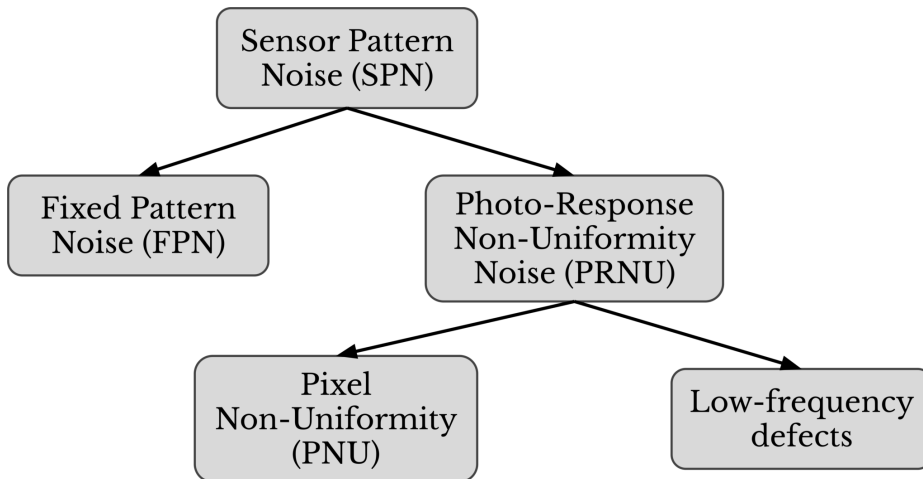 Sensor Pattern
Noise (SPN)
Fixed Pattern
Noise (FPN)
Photo-Response
Non-Uniformity
Noise (PRNU)
Pixel
Non-Uniformity
(PNU)
Low-frequency
defects